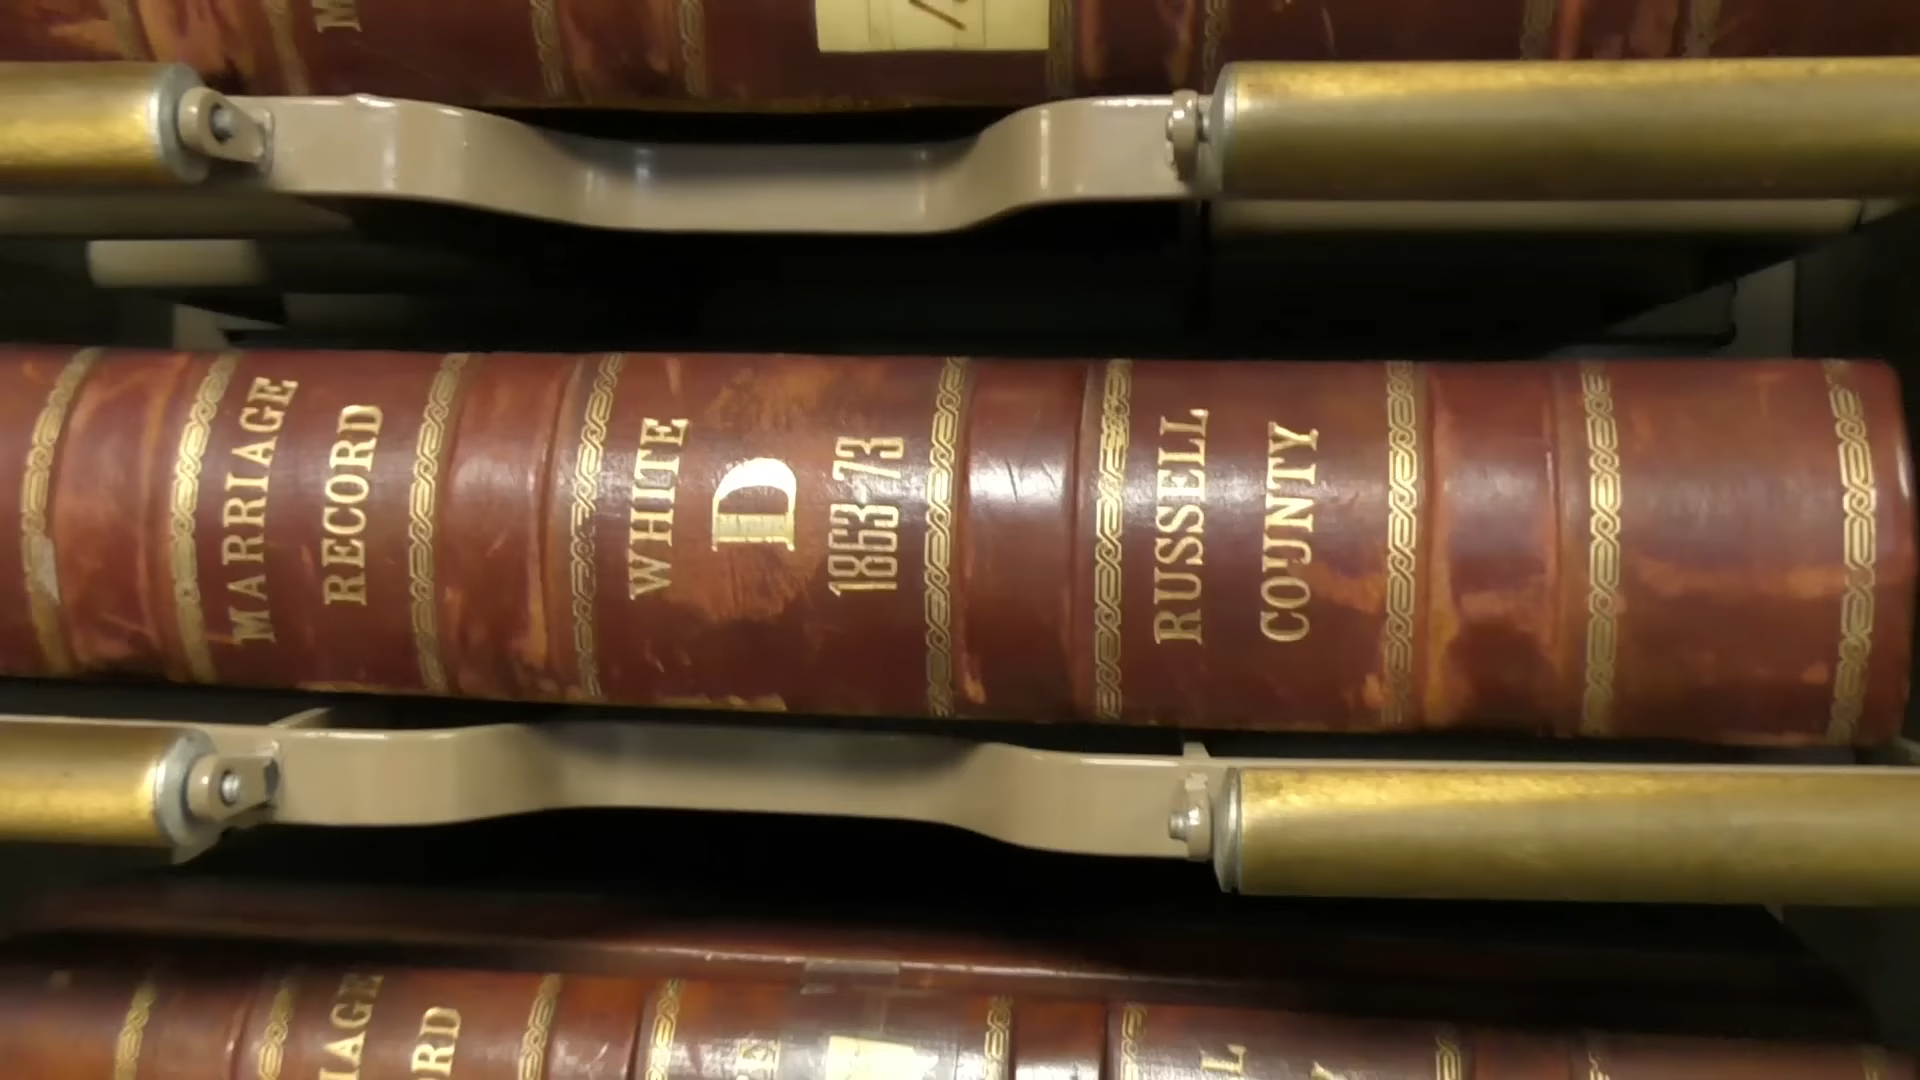 MARRIAGE
RECORD
WHITE
D
1863-73
RUSSELL
COUNTY